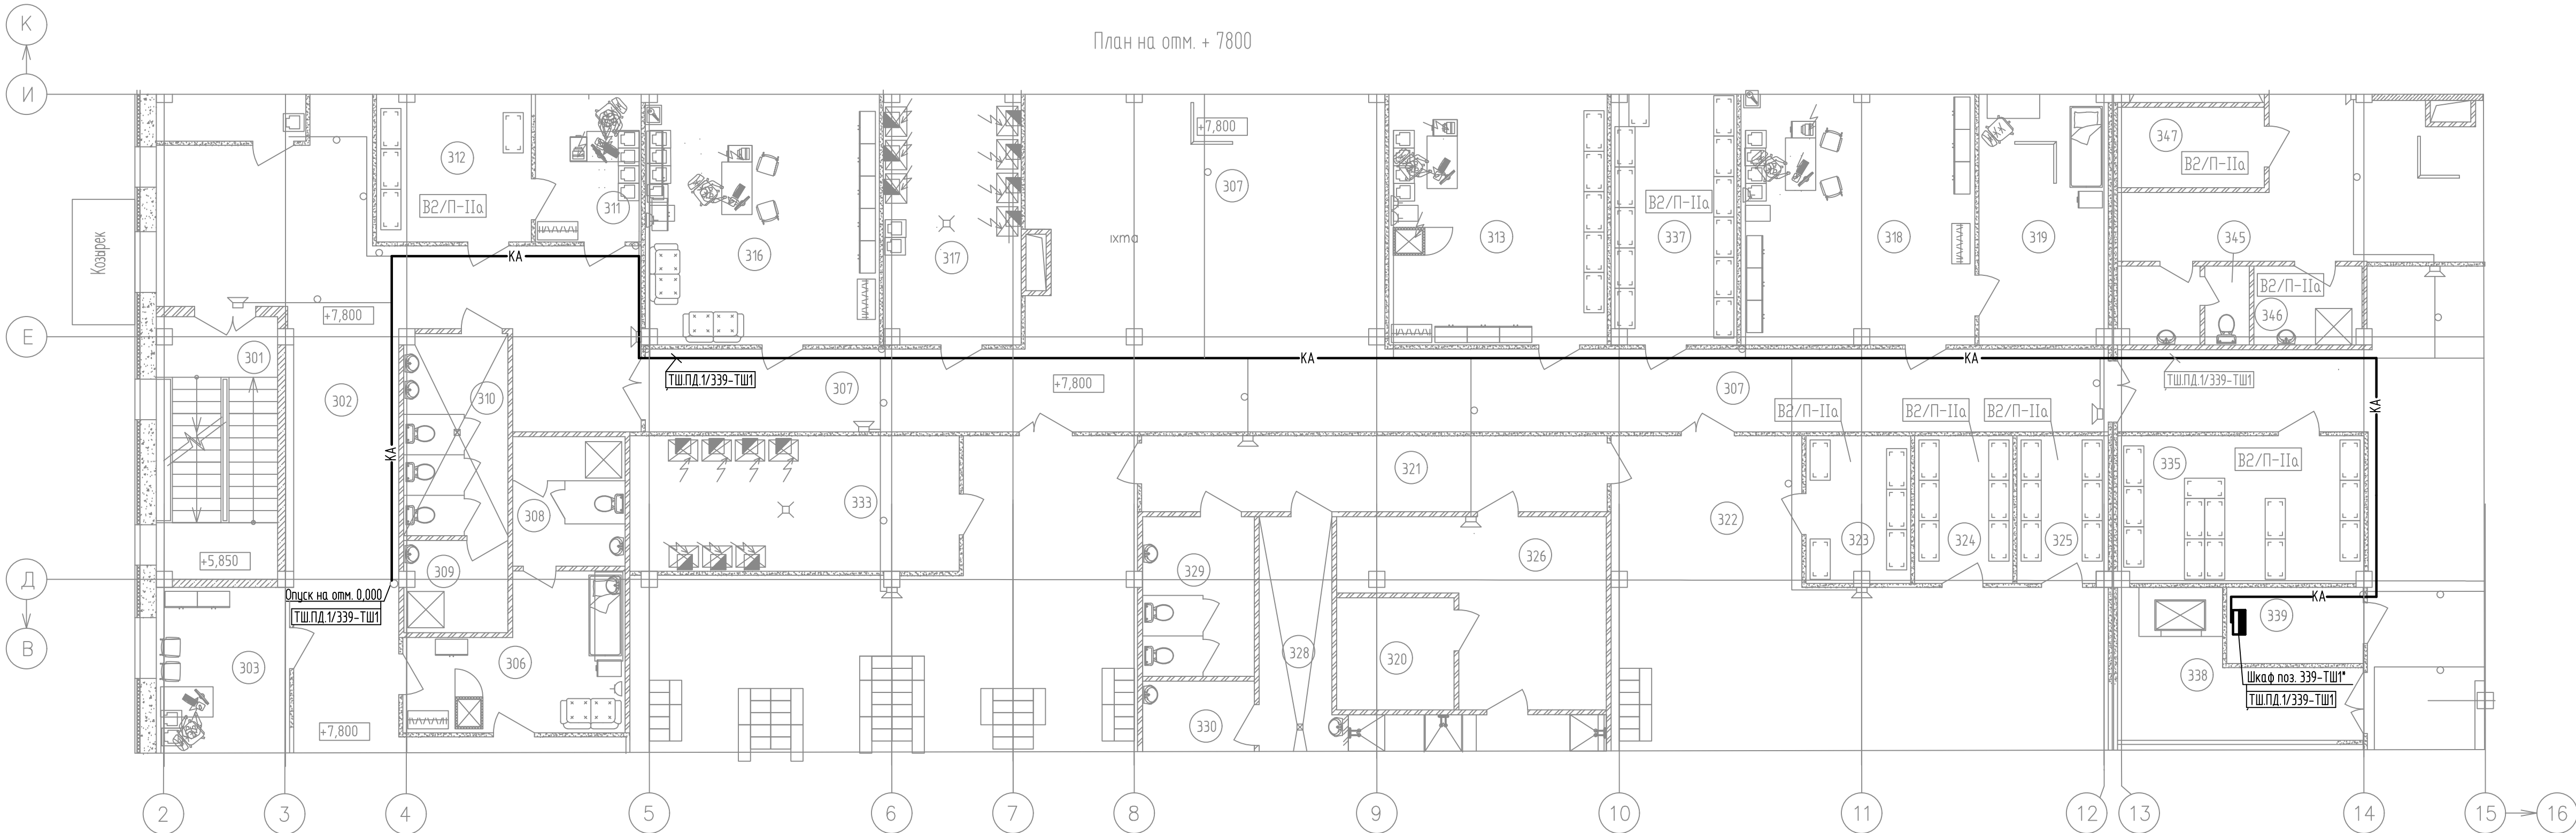 К
План на отм. + 7800
И
+7,800
347
312
В2/П-IIа
307
В2/П-IIа
311
В2/П-IIа
313
337
318
319
345
Козырек
316
317
ıxта
КА
В2/П-IIа
346
+7,800
Е
301
КА
КА
ТШ.ПД.1/339-ТШ1
307
+7,800
307
ТШ.ПД.1/339-ТШ1
302
310
В2/П-IIа
В2/П-IIа
В2/П-IIа
КА
КА
321
335
В2/П-IIа
333
308
322
323
324
325
326
+5,850
309
329
Д
Опуск на отм. 0,000
ТШ.ПД.1/339-ТШ1
КА
339
В
303
306
328
320
338
Шкаф поз. 339-ТШ1*
ТШ.ПД.1/339-ТШ1
330
+7,800
2
3
4
5
6
7
8
9
10
11
12
13
14
15
16